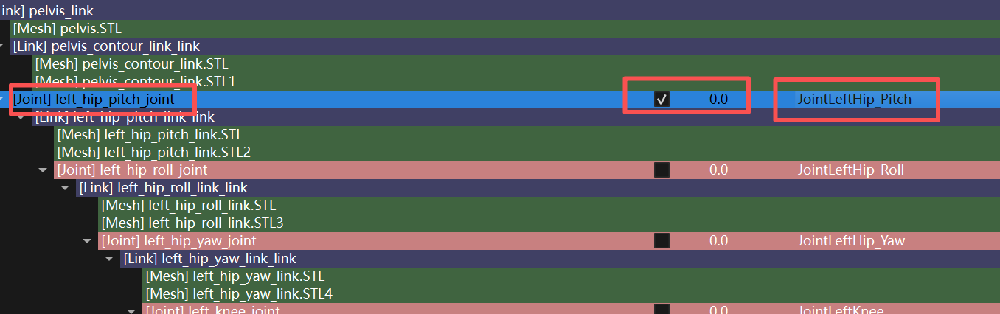 Link] pelvis_link
[Mesh] pelvis.STL
[Link] pelvis_contour_link_link
[Mesh] pelvis_contour_link.STL
[Mesh] pelvis_contour_link.STL1
[Joint] left_hip_pitch_joint 0.0 JointLeftHip_Pitch
[Link] left_hip_pitch_link_link
[Mesh] left_hip_pitch_link.STL
[Mesh] left_hip_pitch_link.STL2
[Joint] left_hip_roll_joint 0.0 JointLeftHip_Roll
[Link] left_hip_roll_link_link
[Mesh] left_hip_roll_link.STL
[Mesh] left_hip_roll_link.STL3
[Joint] left_hip_yaw_joint 0.0 JointLeftHip_Yaw
[Link] left_hip_yaw_link_link
[Mesh] left_hip_yaw_link.STL
[Mesh] left_hip_yaw_link.STL4
[Joint] left_knee_joint 0.0 JointLeftKnee